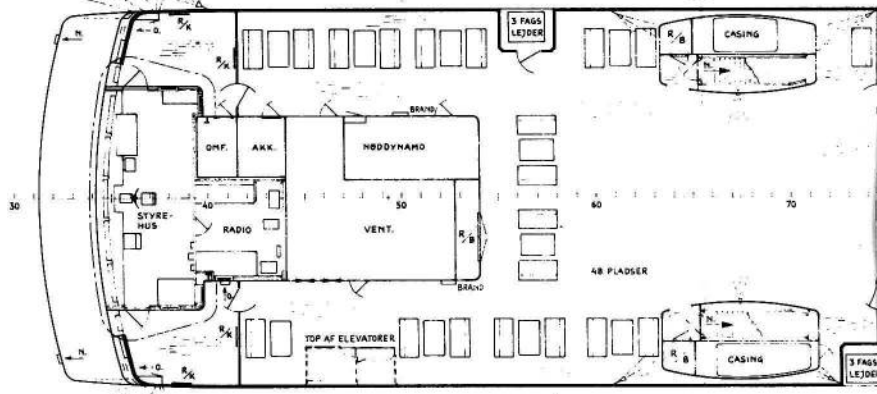 N.
R/K
D.
R/K
3 FAGS
LEJDER
R/B
CASING
N.
BRAND
OMF.
AKK.
NØDDYNAMO
30
40
50
60
70
STYRE-
HUS
RADIO
VENT.
R/B
48 PLADSER
BRAND
D.
R/K
TOP AF ELEVATORER
N.
N.
D.
R/K
R/B
CASING
3 FAGS
LEJDER